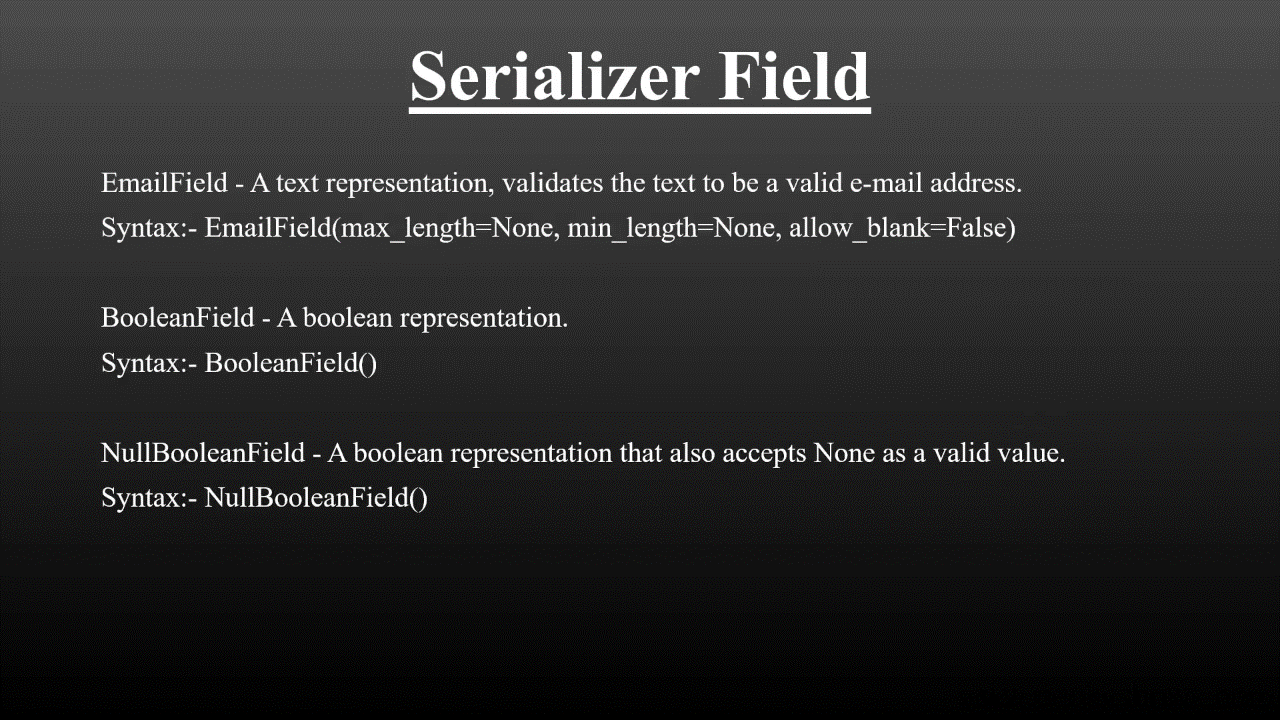 Serializer Field
EmailField - A text representation, validates the text to be a valid e-mail address.
Syntax:- EmailField(max_length=None, min_length=None, allow_blank=False)
BooleanField - A boolean representation.
Syntax:- BooleanField()
NullBooleanField - A boolean representation that also accepts None as a valid value.
Syntax:- NullBooleanField()